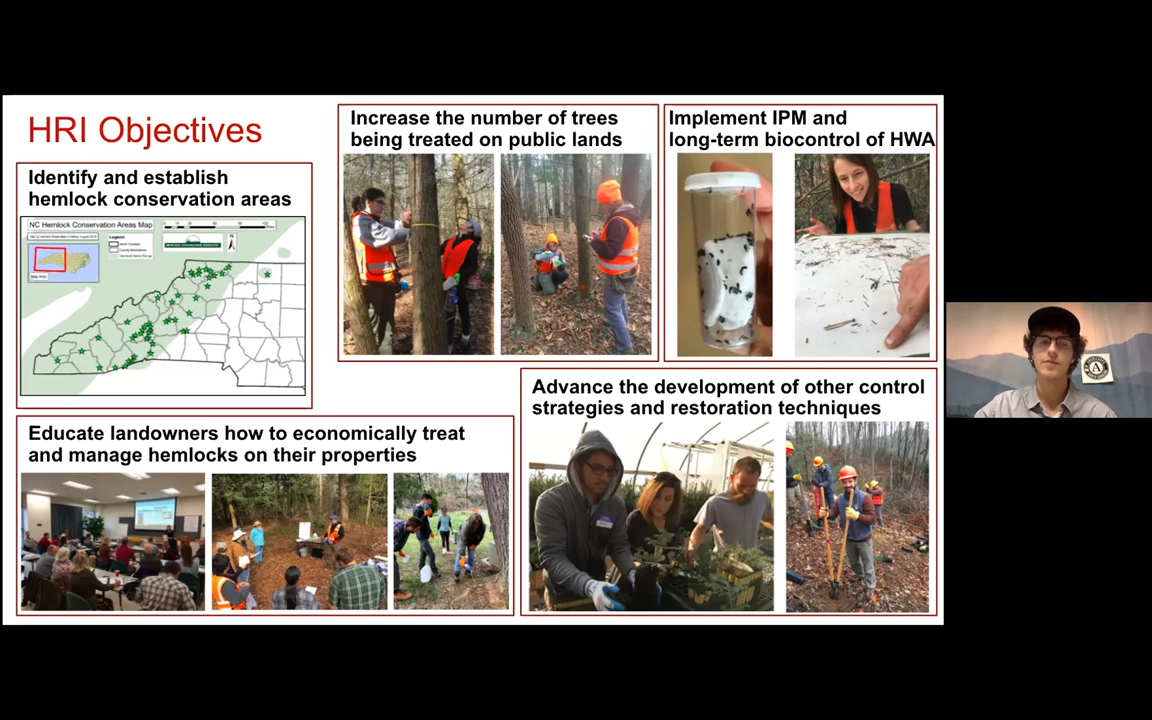 HRI Objectives
Identify and establish
hemlock conservation areas
NC Hemlock Conservation Areas Map
Legend
N
Increase the number of trees
being treated on public lands
Implement IPM and
long-term biocontrol of HWA
Educate landowners how to economically treat
and manage hemlocks on their properties
Advance the development of other control
strategies and restoration techniques
A